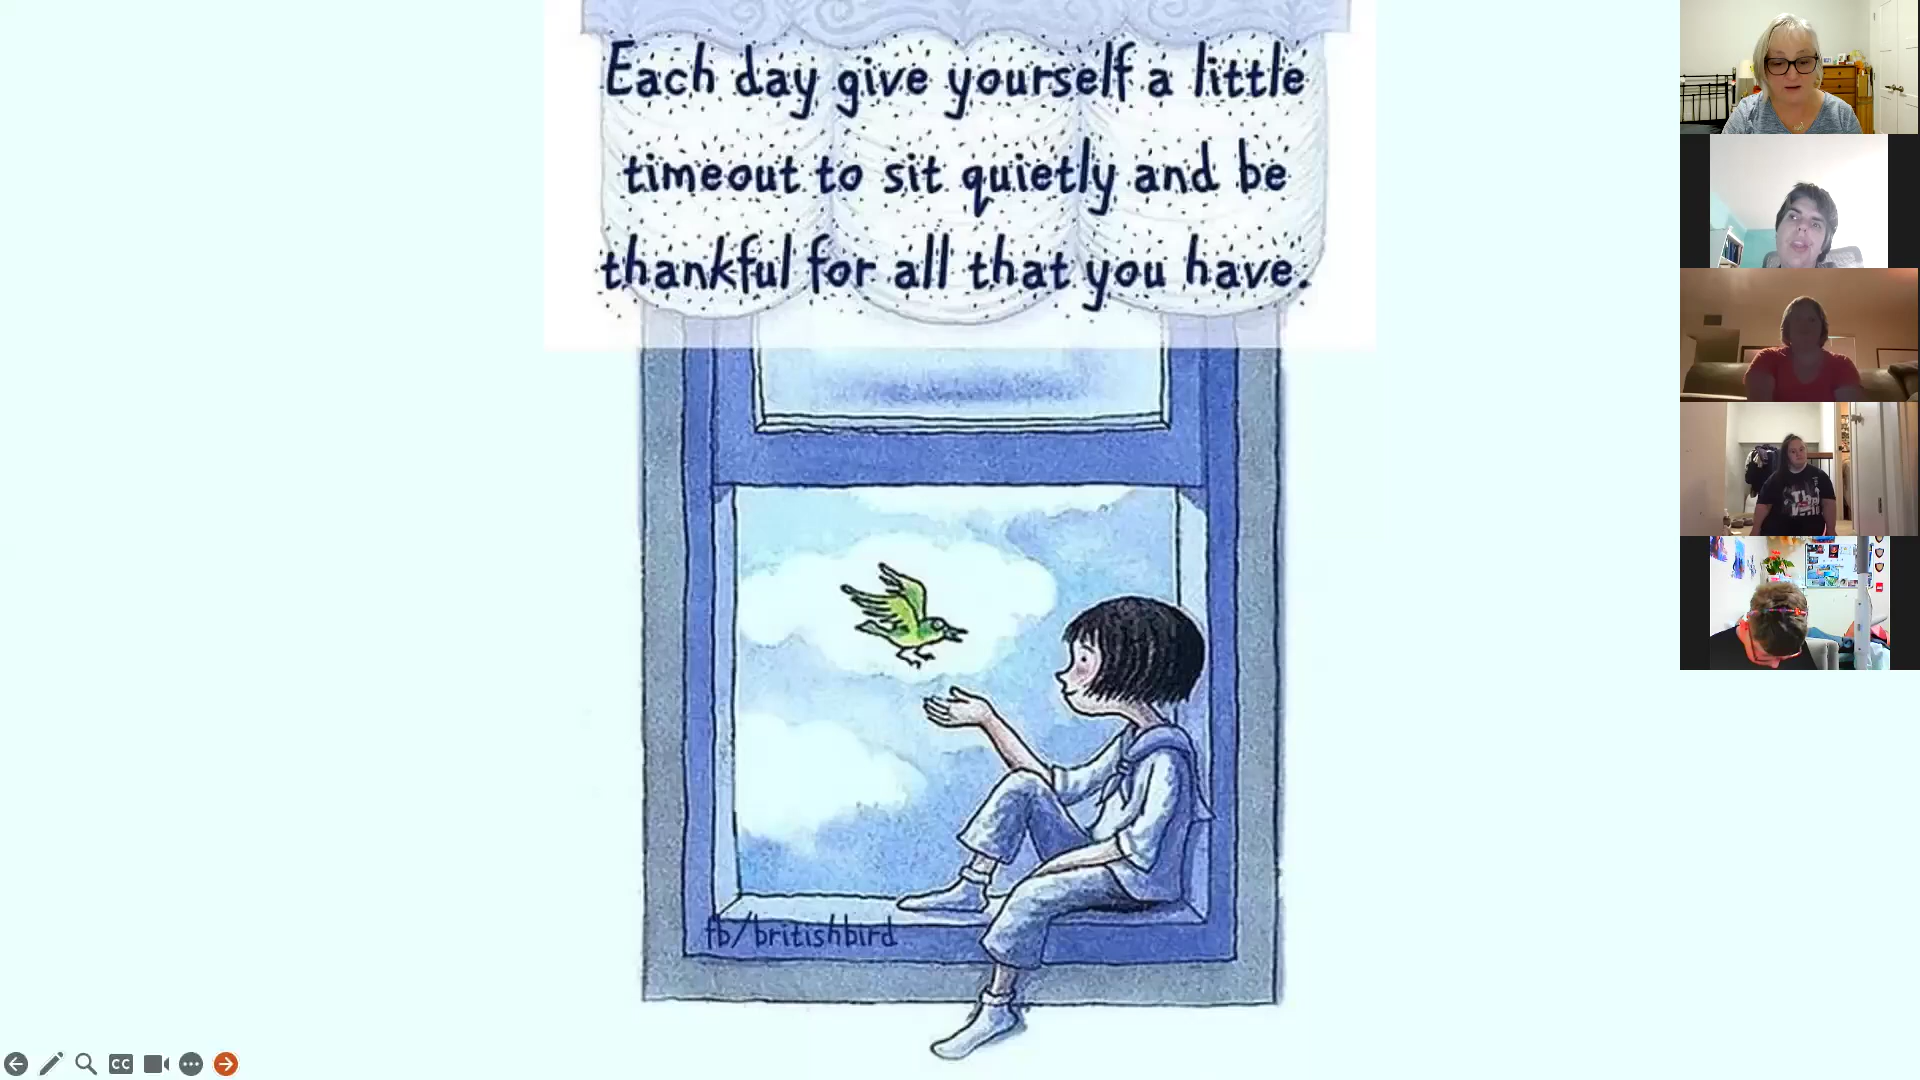 Each day give yourself a little
timeout to sit quietly and be
thankful for all that you have.
fb/britishbird
CC